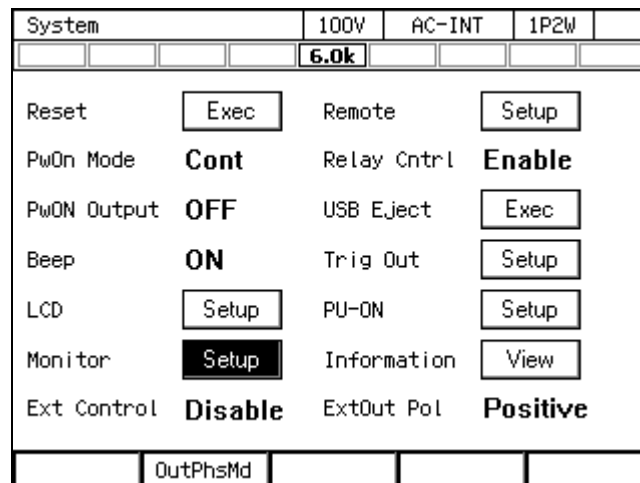 System 100V AC-INT 1P2W
6.0k
Reset Exec Remote Setup
PwOn Mode Cont Relay Cntrl Enable
PwON Output OFF USB Eject Exec
Beep ON Trig Out Setup
LCD Setup PU-ON Setup
Monitor Setup Information View
Ext Control Disable ExtOut Pol Positive
OutPhsMd